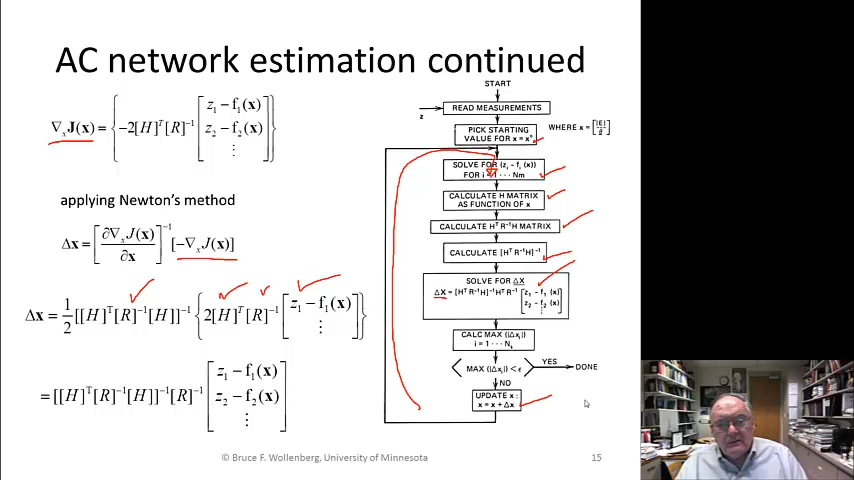 AC network estimation continued
∇ₓJ(x) = { −2[H]ᵀ[R]⁻¹ [ z₁ − f₁(x) z₂ − f₂(x) ⋮ ] }
applying Newton's method
Δx = [ ∂∇ₓJ(x) / ∂x ]⁻¹ [−∇ₓJ(x)]
Δx = 1/2 [[H]ᵀ[R]⁻¹[H]]⁻¹ { 2[H]ᵀ[R]⁻¹ [ z₁ − f₁(x) ⋮ ] }
= [[H]ᵀ[R]⁻¹[H]]⁻¹[R]⁻¹ [ z₁ − f₁(x) z₂ − f₂(x) ⋮ ]
START
z
READ MEASUREMENTS
PICK STARTING
VALUE FOR x = x⁰
WHERE x =
SOLVE FOR (zᵢ − fᵢ (x))
FOR i = 1 ··· Nm
CALCULATE H MATRIX
AS FUNCTION OF x
CALCULATE Hᵀ R⁻¹H MATRIX
CALCULATE [Hᵀ R⁻¹H]⁻¹
SOLVE FOR ΔX
ΔX = [Hᵀ R⁻¹H]⁻¹Hᵀ R⁻¹ [ z₁ − f₁ (x) z₂ − f₂ (x) ⋮ ]
CALC MAX (|Δxᵢ|)
i = 1 ··· Nₛ
MAX (|Δxᵢ|) < ϵ
YES
DONE
NO
UPDATE x :
x = x + Δx
© Bruce F. Wollenberg, University of Minnesota
15